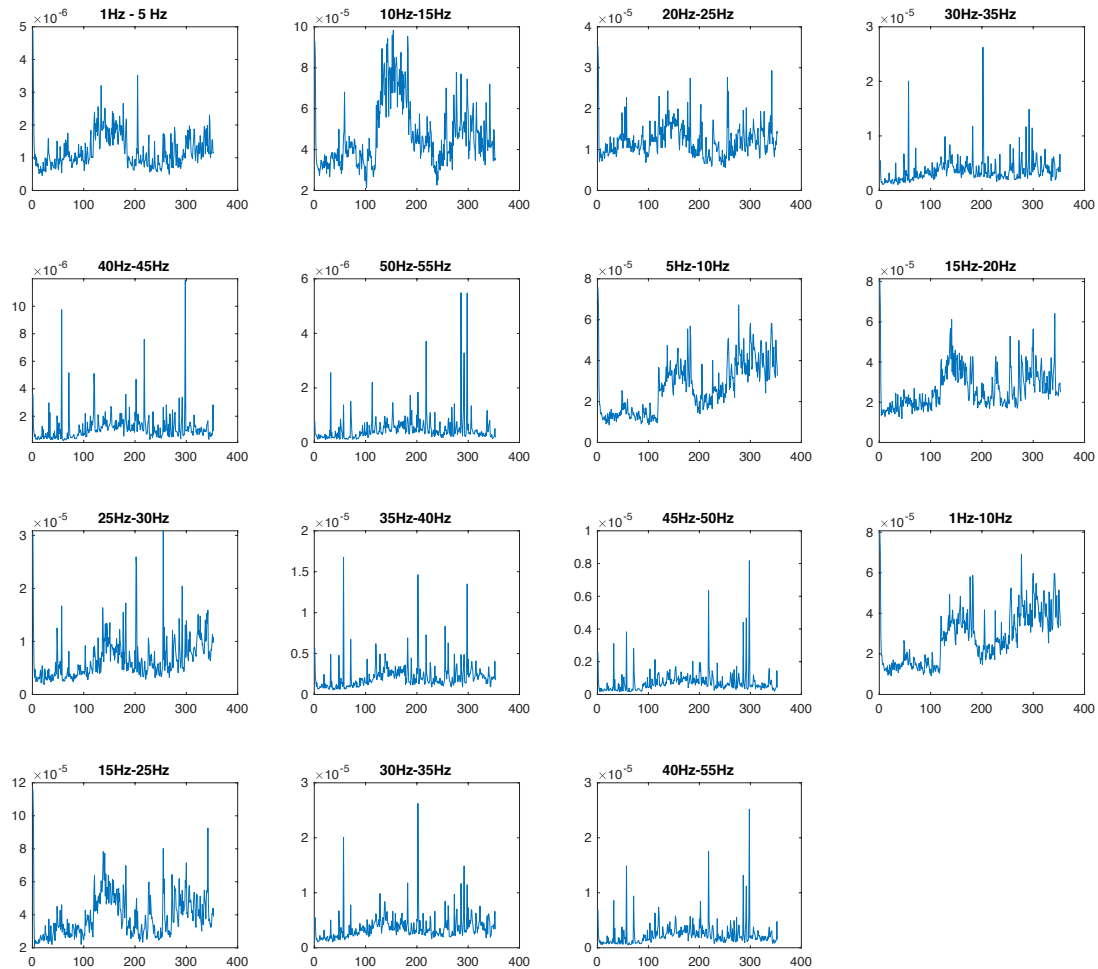 ×10^-6 1Hz - 5 Hz
5
4
3
2
1
0
0 100 200 300 400
×10^-5 10Hz-15Hz
10
8
6
4
2
0 100 200 300 400
×10^-5 20Hz-25Hz
4
3
2
1
0
0 100 200 300 400
×10^-5 30Hz-35Hz
3
2
1
0
0 100 200 300 400
×10^-6 40Hz-45Hz
10
8
6
4
2
0 100 200 300 400
×10^-6 50Hz-55Hz
6
4
2
0
0 100 200 300 400
×10^-5 5Hz-10Hz
8
6
4
2
0
0 100 200 300 400
×10^-5 15Hz-20Hz
8
6
4
2
0
0 100 200 300 400
×10^-5 25Hz-30Hz
3
2
1
0
0 100 200 300 400
×10^-5 35Hz-40Hz
2
1.5
1
0.5
0
0 100 200 300 400
×10^-5 45Hz-50Hz
1
0.8
0.6
0.4
0.2
0
0 100 200 300 400
×10^-5 1Hz-10Hz
8
6
4
2
0
0 100 200 300 400
×10^-5 15Hz-25Hz
12
10
8
6
4
2
0 100 200 300 400
×10^-5 30Hz-35Hz
3
2
1
0
0 100 200 300 400
×10^-5 40Hz-55Hz
3
2
1
0
0 100 200 300 400